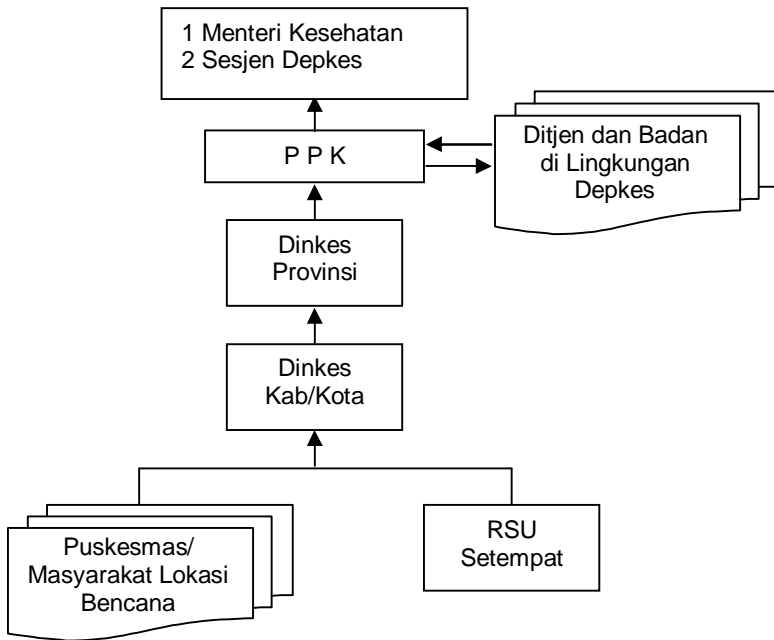 1 Menteri Kesehatan
2 Sesjen Depkes
P P K
Ditjen dan Badan
di Lingkungan
Depkes
Dinkes
Provinsi
Dinkes
Kab/Kota
Puskesmas/
Masyarakat Lokasi
Bencana
RSU
Setempat